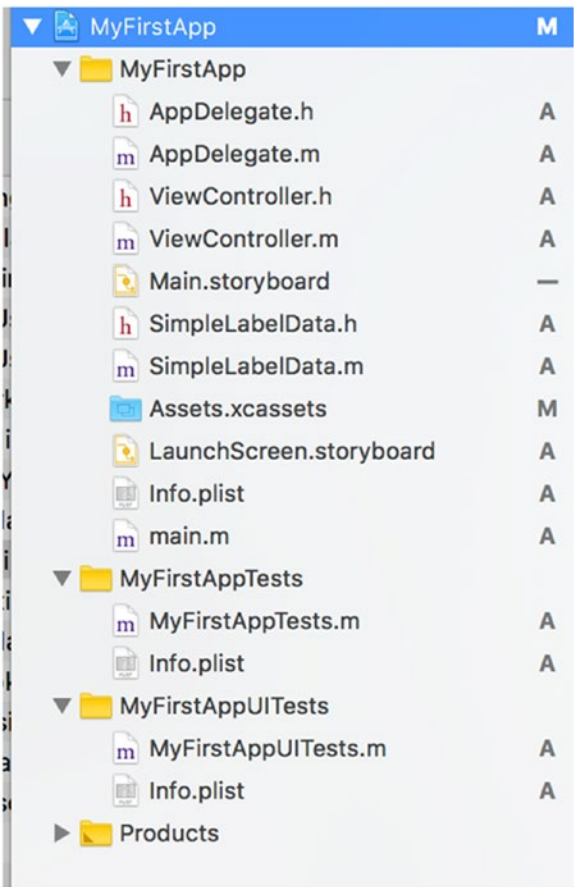 MyFirstApp M
MyFirstApp
h AppDelegate.h A
m AppDelegate.m A
h ViewController.h A
m ViewController.m A
Main.storyboard —
h SimpleLabelData.h A
m SimpleLabelData.m A
Assets.xcassets M
LaunchScreen.storyboard A
Info.plist A
m main.m A
MyFirstAppTests
m MyFirstAppTests.m A
Info.plist A
MyFirstAppUITests
m MyFirstAppUITests.m A
Info.plist A
Products